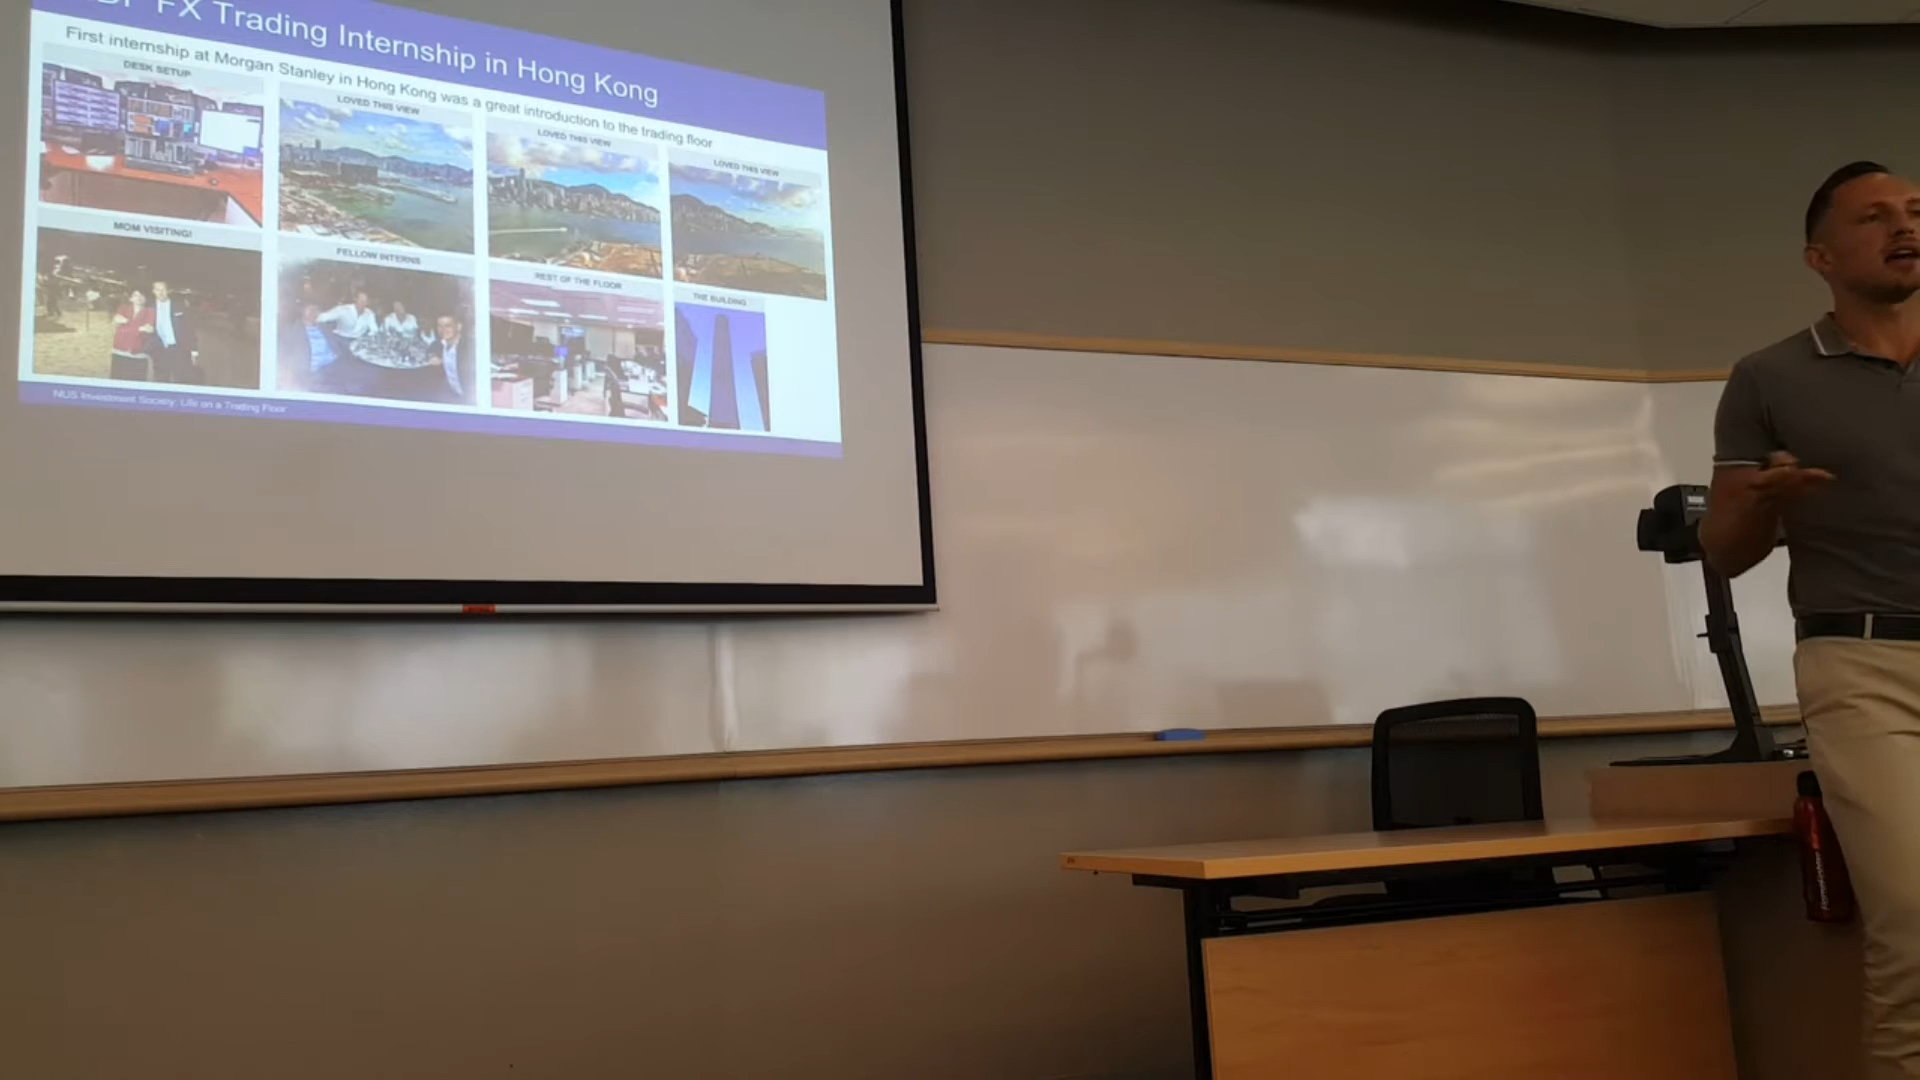 FX Trading Internship in Hong Kong
First internship at Morgan Stanley in Hong Kong was a great introduction to the trading floor
DESK SETUP
LOVED THIS VIEW
LOVED THIS VIEW
LOVED THIS VIEW
MOM VISITING!
FELLOW INTERNS
REST OF THE FLOOR
THE BUILDING
NUS Investment Society: Life on a Trading Floor